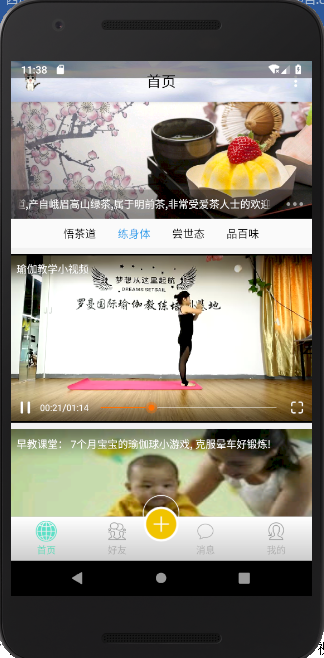 11:38
首页
,产自峨眉高山绿茶,属于明前茶,非常受爱茶人士的欢迎
悟茶道 练身体 尝世态 品百味
瑜伽教学小视频
梦想从这里起航
DREAMS SET SAIL
罗曼国际瑜伽教练培训基地
00:21/01:14
早教课堂: 7个月宝宝的瑜伽球小游戏, 克服晕车好锻炼!
首页 好友 消息 我的